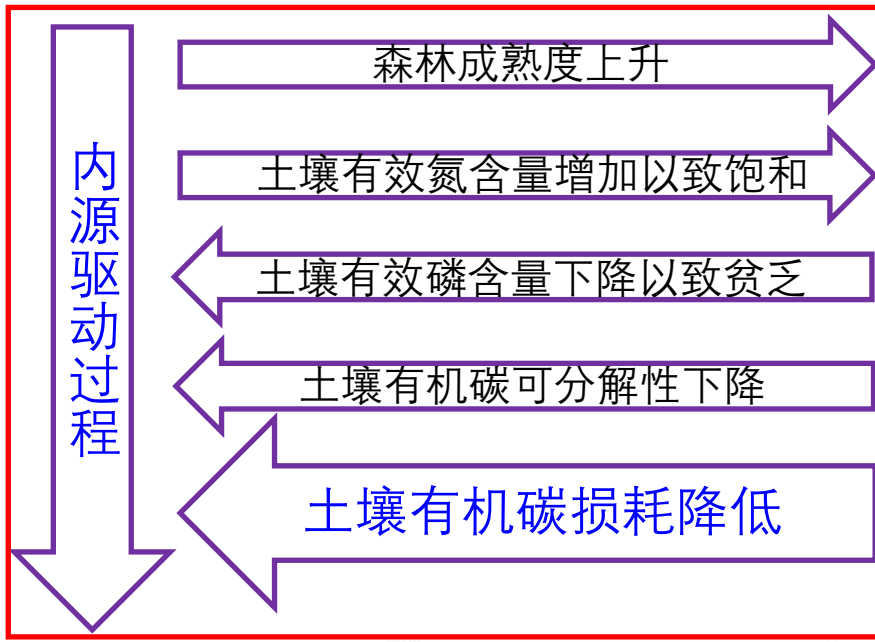 内源驱动过程
森林成熟度上升
土壤有效氮含量增加以致饱和
土壤有效磷含量下降以致贫乏
土壤有机碳可分解性下降
土壤有机碳损耗降低